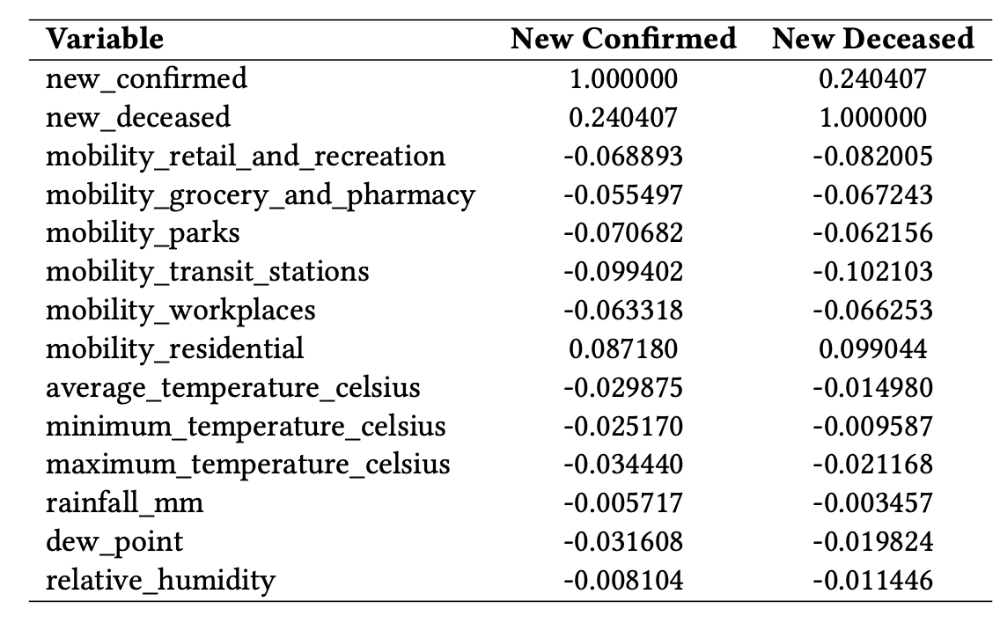 Variable New Confirmed New Deceased
new_confirmed 1.000000 0.240407
new_deceased 0.240407 1.000000
mobility_retail_and_recreation -0.068893 -0.082005
mobility_grocery_and_pharmacy -0.055497 -0.067243
mobility_parks -0.070682 -0.062156
mobility_transit_stations -0.099402 -0.102103
mobility_workplaces -0.063318 -0.066253
mobility_residential 0.087180 0.099044
average_temperature_celsius -0.029875 -0.014980
minimum_temperature_celsius -0.025170 -0.009587
maximum_temperature_celsius -0.034440 -0.021168
rainfall_mm -0.005717 -0.003457
dew_point -0.031608 -0.019824
relative_humidity -0.008104 -0.011446